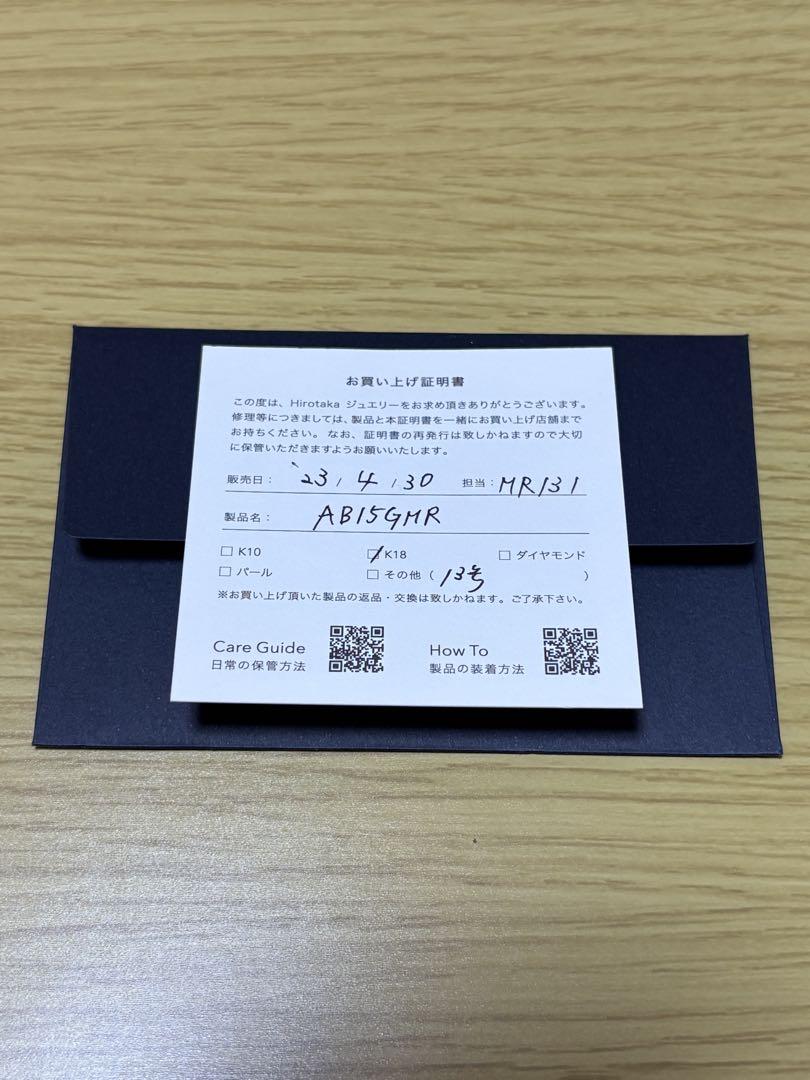 お買い上げ証明書
この度は、Hirotaka ジュエリーをお求め頂きありがとうございます。
修理等につきましては、製品と本証明書を一緒にお買い上げ店舗まで
お持ちください。なお、証明書の再発行は致しかねますので大切
に保管いただきますようお願いいたします。
販売日： '23, 4, 30 担当：MR131
製品名： AB15GMR
□ K10 ☑ K18 □ ダイヤモンド
□ パール □ その他（ 13号 ）
※お買い上げ頂いた製品の返品・交換は致しかねます。ご了承下さい。
Care Guide
日常の保管方法
How To
製品の装着方法